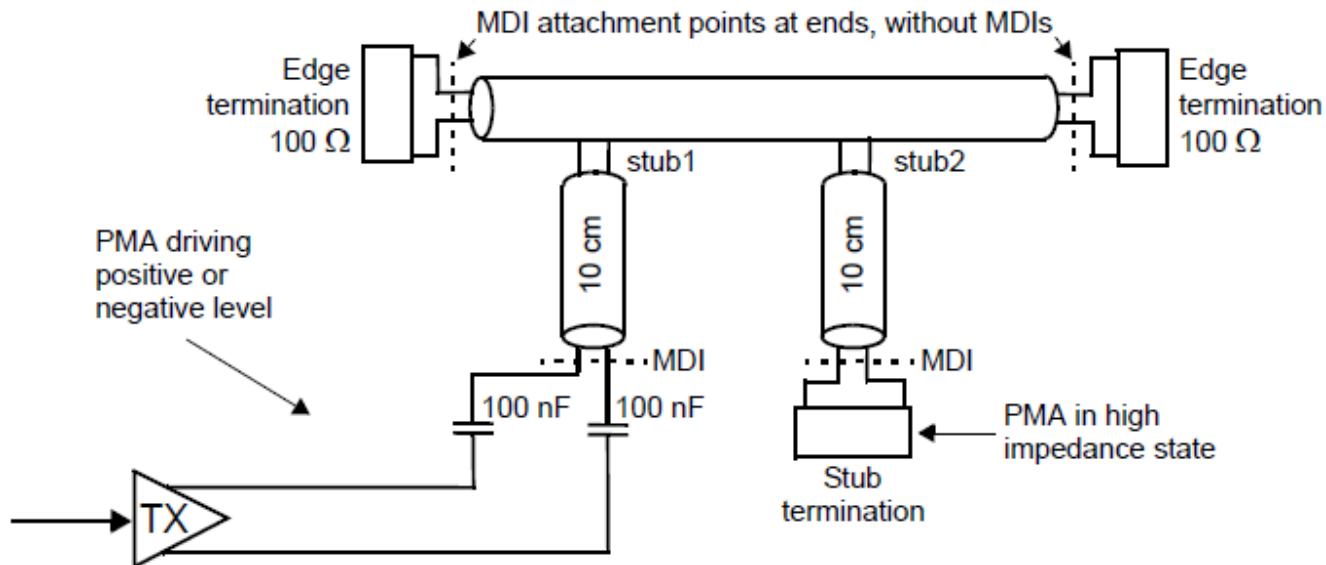 MDI attachment points at ends, without MDIs
Edge
termination
100 Ω
Edge
termination
100 Ω
stub1
stub2
10 cm
10 cm
PMA driving
positive or
negative level
MDI
MDI
100 nF
100 nF
PMA in high
impedance state
Stub
termination
TX